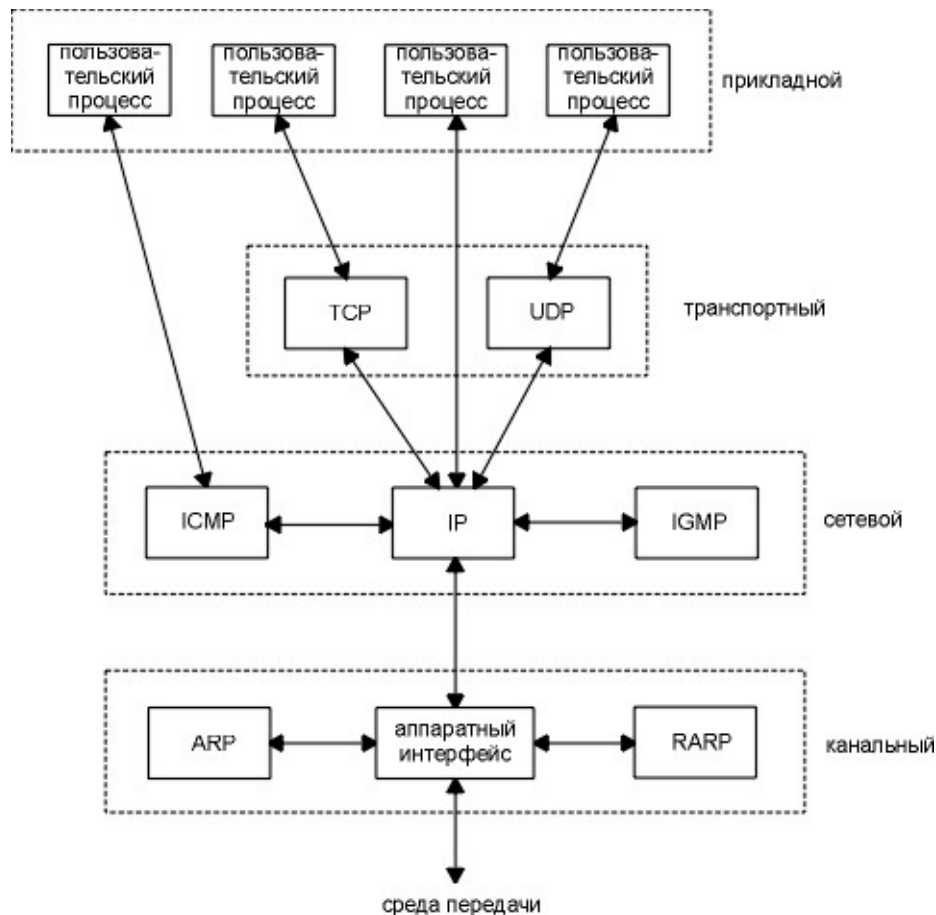 пользова-
тельский
процесс
пользова-
тельский
процесс
пользова-
тельский
процесс
пользова-
тельский
процесс
прикладной
TCP
UDP
транспортный
ICMP
IP
IGMP
сетевой
ARP
аппаратный
интерфейс
RARP
канальный
среда передачи